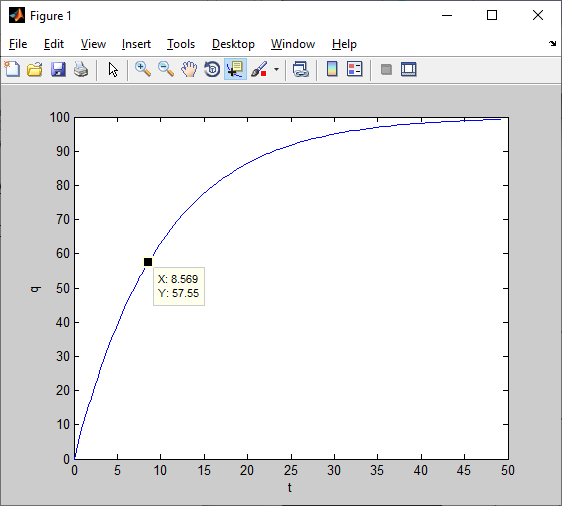 Figure 1
File Edit View Insert Tools Desktop Window Help
100
90
80
70
60
50
40
30
20
10
0
q
X: 8.569
Y: 57.55
0 5 10 15 20 25 30 35 40 45 50
t